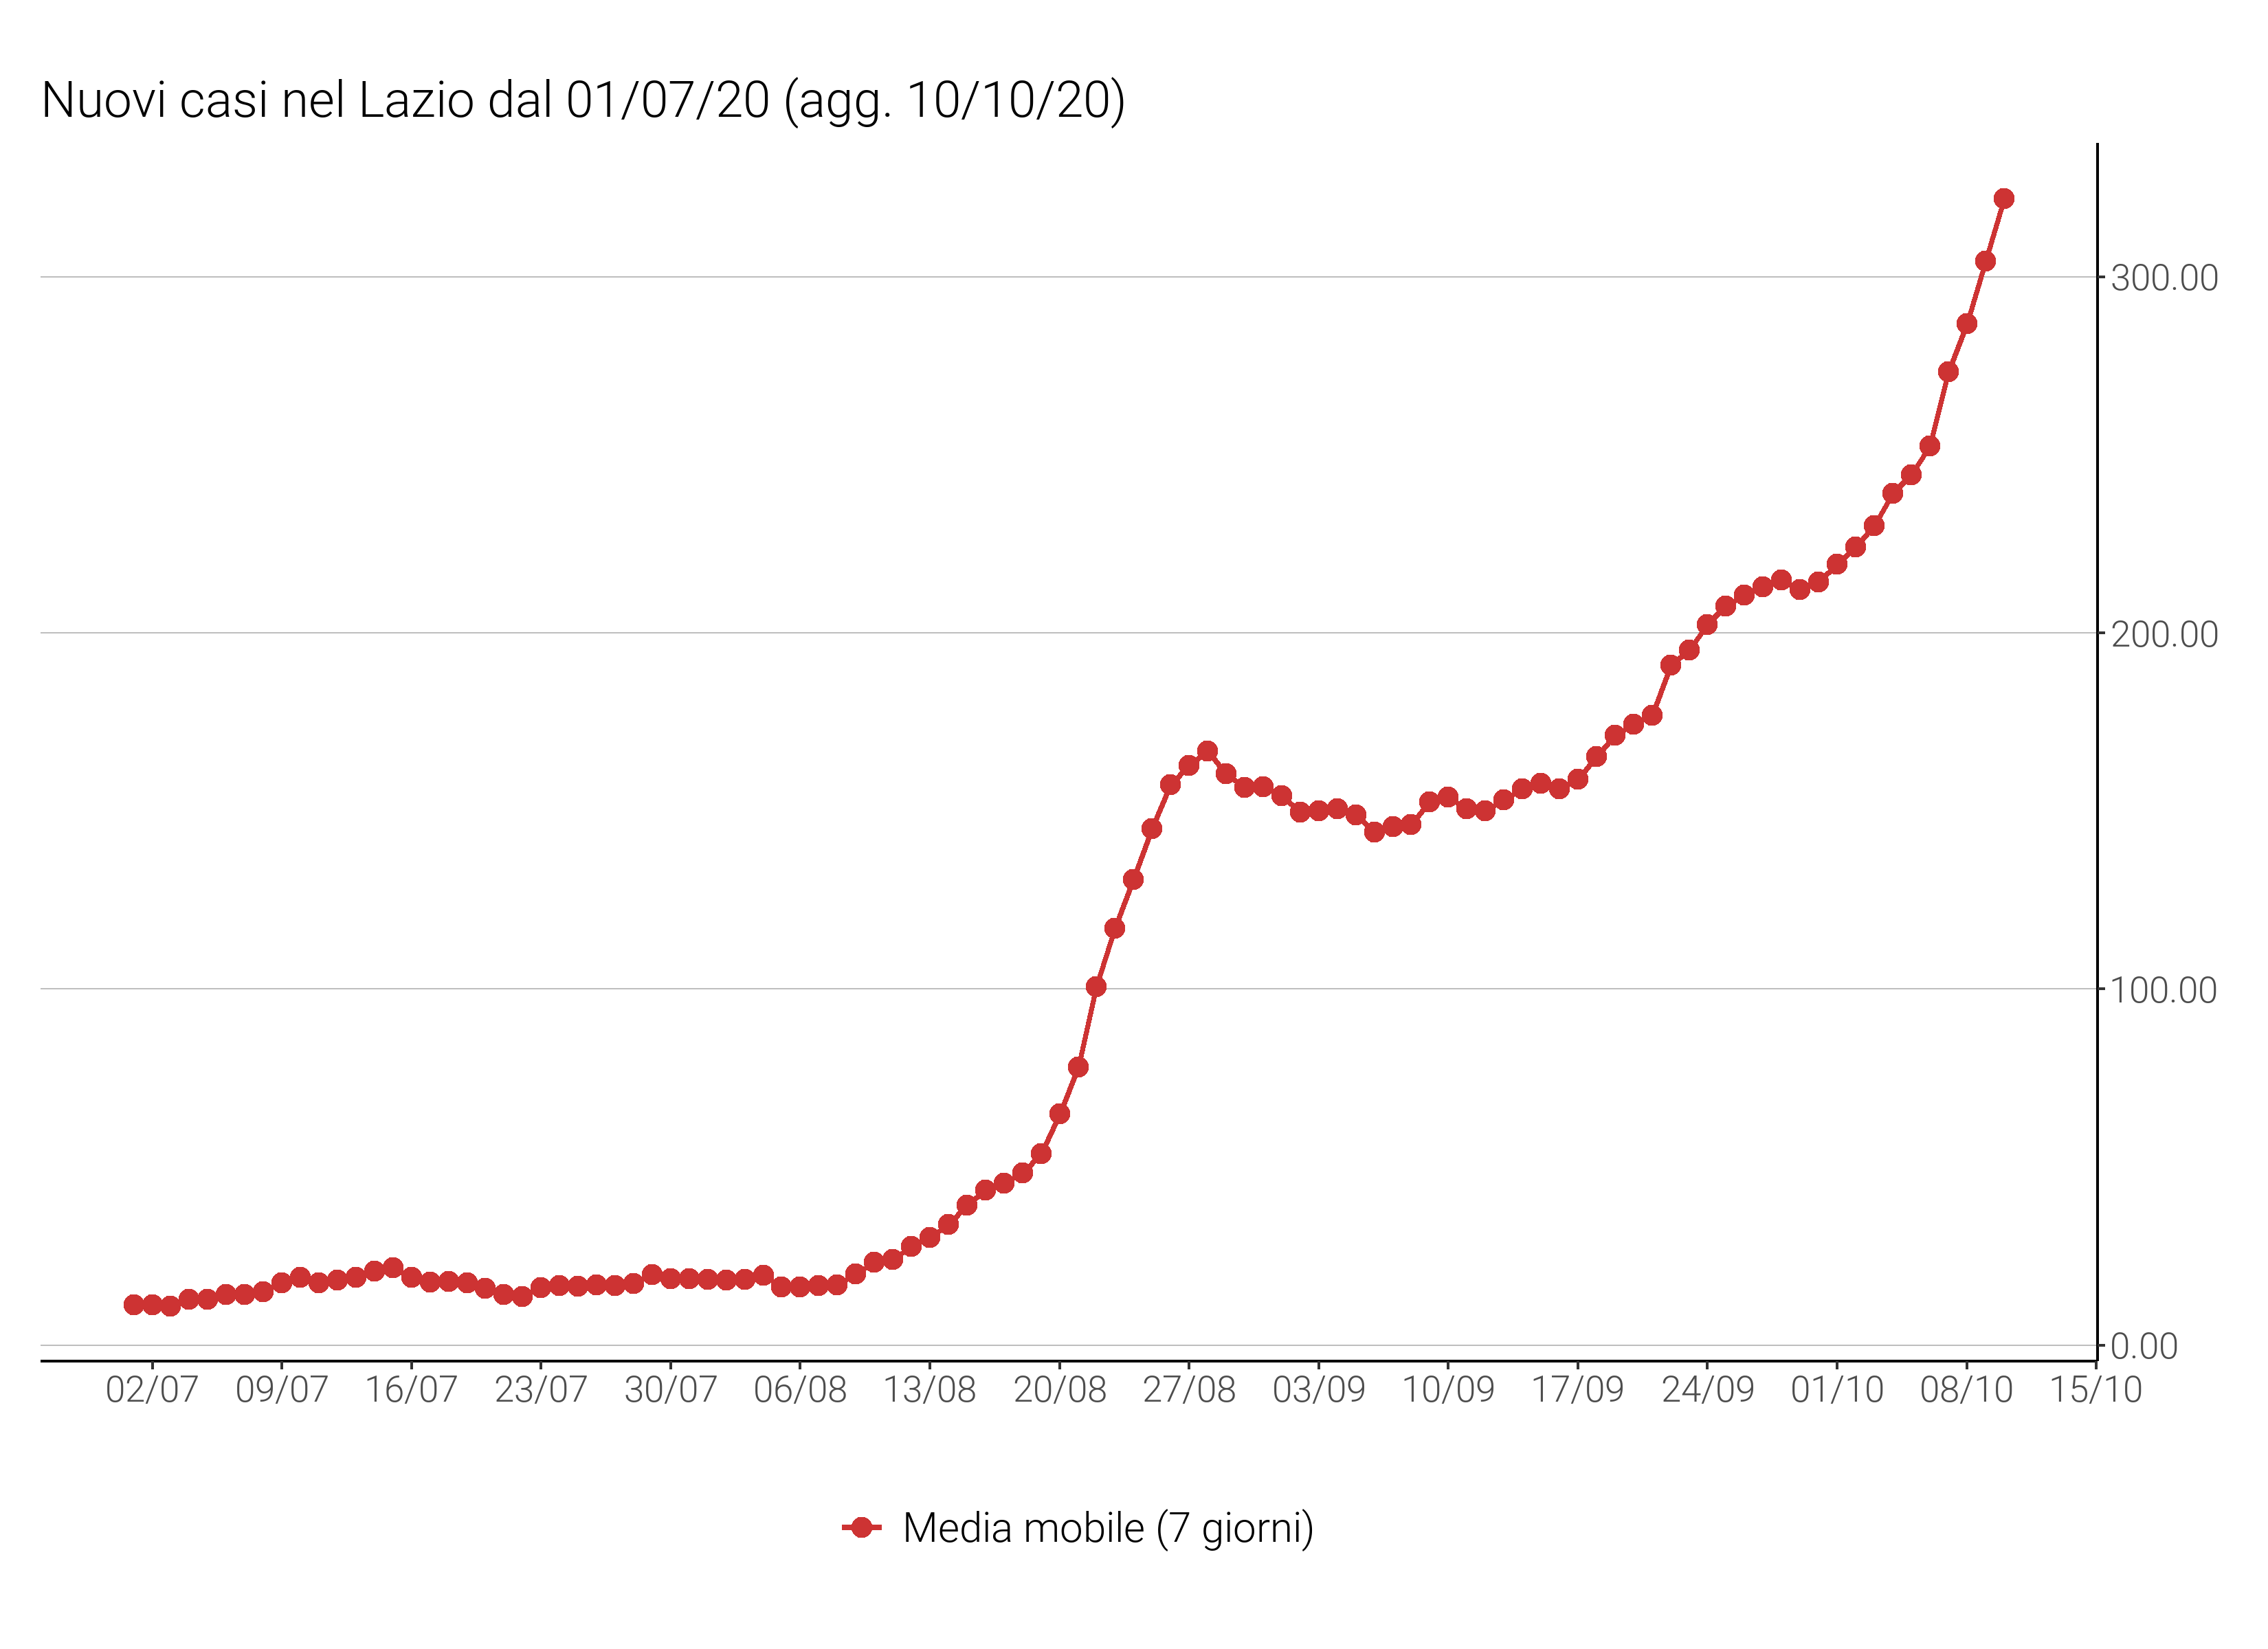 Nuovi casi nel Lazio dal 01/07/20 (agg. 10/10/20)
300.00
200.00
100.00
0.00
02/07 09/07 16/07 23/07 30/07 06/08 13/08 20/08 27/08 03/09 10/09 17/09 24/09 01/10 08/10 15/10
Media mobile (7 giorni)